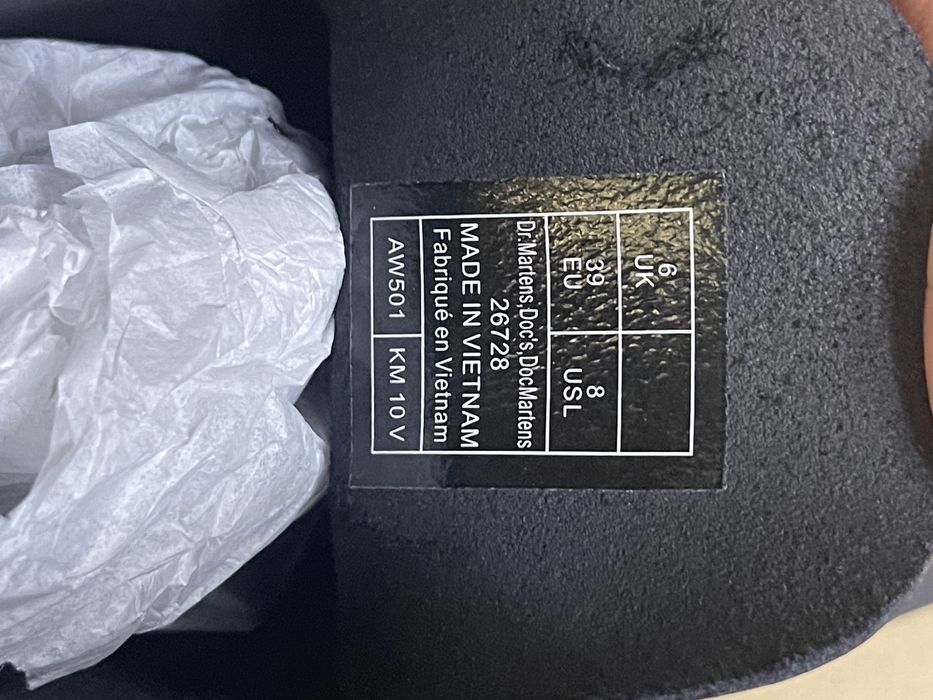 6
UK
39
EU
8
USL
Dr.Martens,Doc's,DocMartens
26728
MADE IN VIETNAM
Fabriqué en Vietnam
AW501
KM 10 V